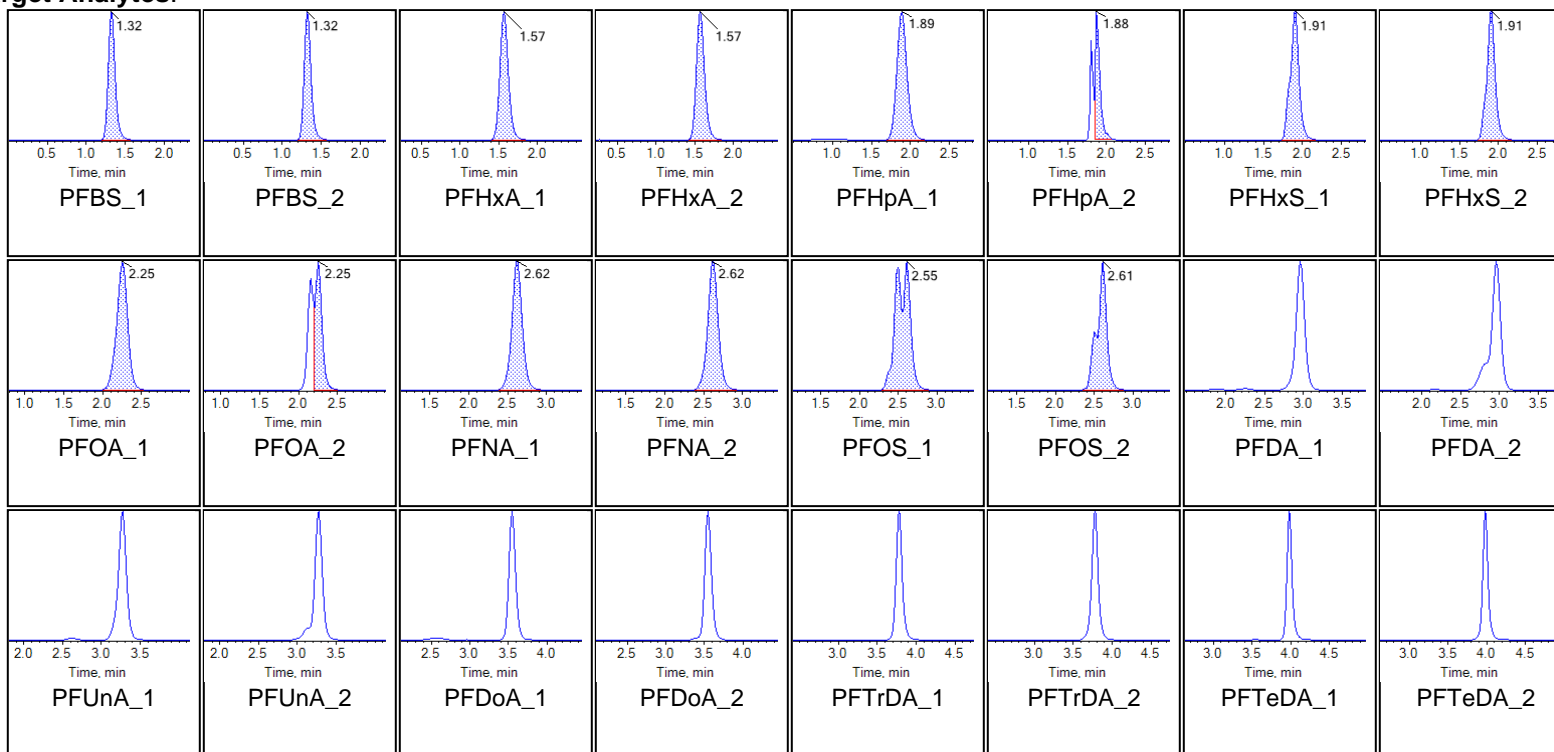 rget Analytes:
1.32 1.32 1.57 1.57 1.89 1.88 1.91 1.91
0.5 1.0 1.5 2.0 0.5 1.0 1.5 2.0 0.5 1.0 1.5 2.0 0.5 1.0 1.5 2.0 1.0 1.5 2.0 2.5 1.0 1.5 2.0 2.5 1.0 1.5 2.0 2.5 1.0 1.5 2.0 2.5
Time, min Time, min Time, min Time, min Time, min Time, min Time, min Time, min
PFBS_1 PFBS_2 PFHxA_1 PFHxA_2 PFHpA_1 PFHpA_2 PFHxS_1 PFHxS_2
2.25 2.25 2.62 2.62 2.55 2.61
1.0 1.5 2.0 2.5 1.0 1.5 2.0 2.5 1.5 2.0 2.5 3.0 1.5 2.0 2.5 3.0 1.5 2.0 2.5 3.0 1.5 2.0 2.5 3.0 2.0 2.5 3.0 3.5 2.0 2.5 3.0 3.5
Time, min Time, min Time, min Time, min Time, min Time, min Time, min Time, min
PFOA_1 PFOA_2 PFNA_1 PFNA_2 PFOS_1 PFOS_2 PFDA_1 PFDA_2
2.0 2.5 3.0 3.5 2.0 2.5 3.0 3.5 2.5 3.0 3.5 4.0 2.5 3.0 3.5 4.0 3.0 3.5 4.0 4.5 3.0 3.5 4.0 4.5 3.0 3.5 4.0 4.5 3.0 3.5 4.0 4.5
Time, min Time, min Time, min Time, min Time, min Time, min Time, min Time, min
PFUnA_1 PFUnA_2 PFDoA_1 PFDoA_2 PFTrDA_1 PFTrDA_2 PFTeDA_1 PFTeDA_2